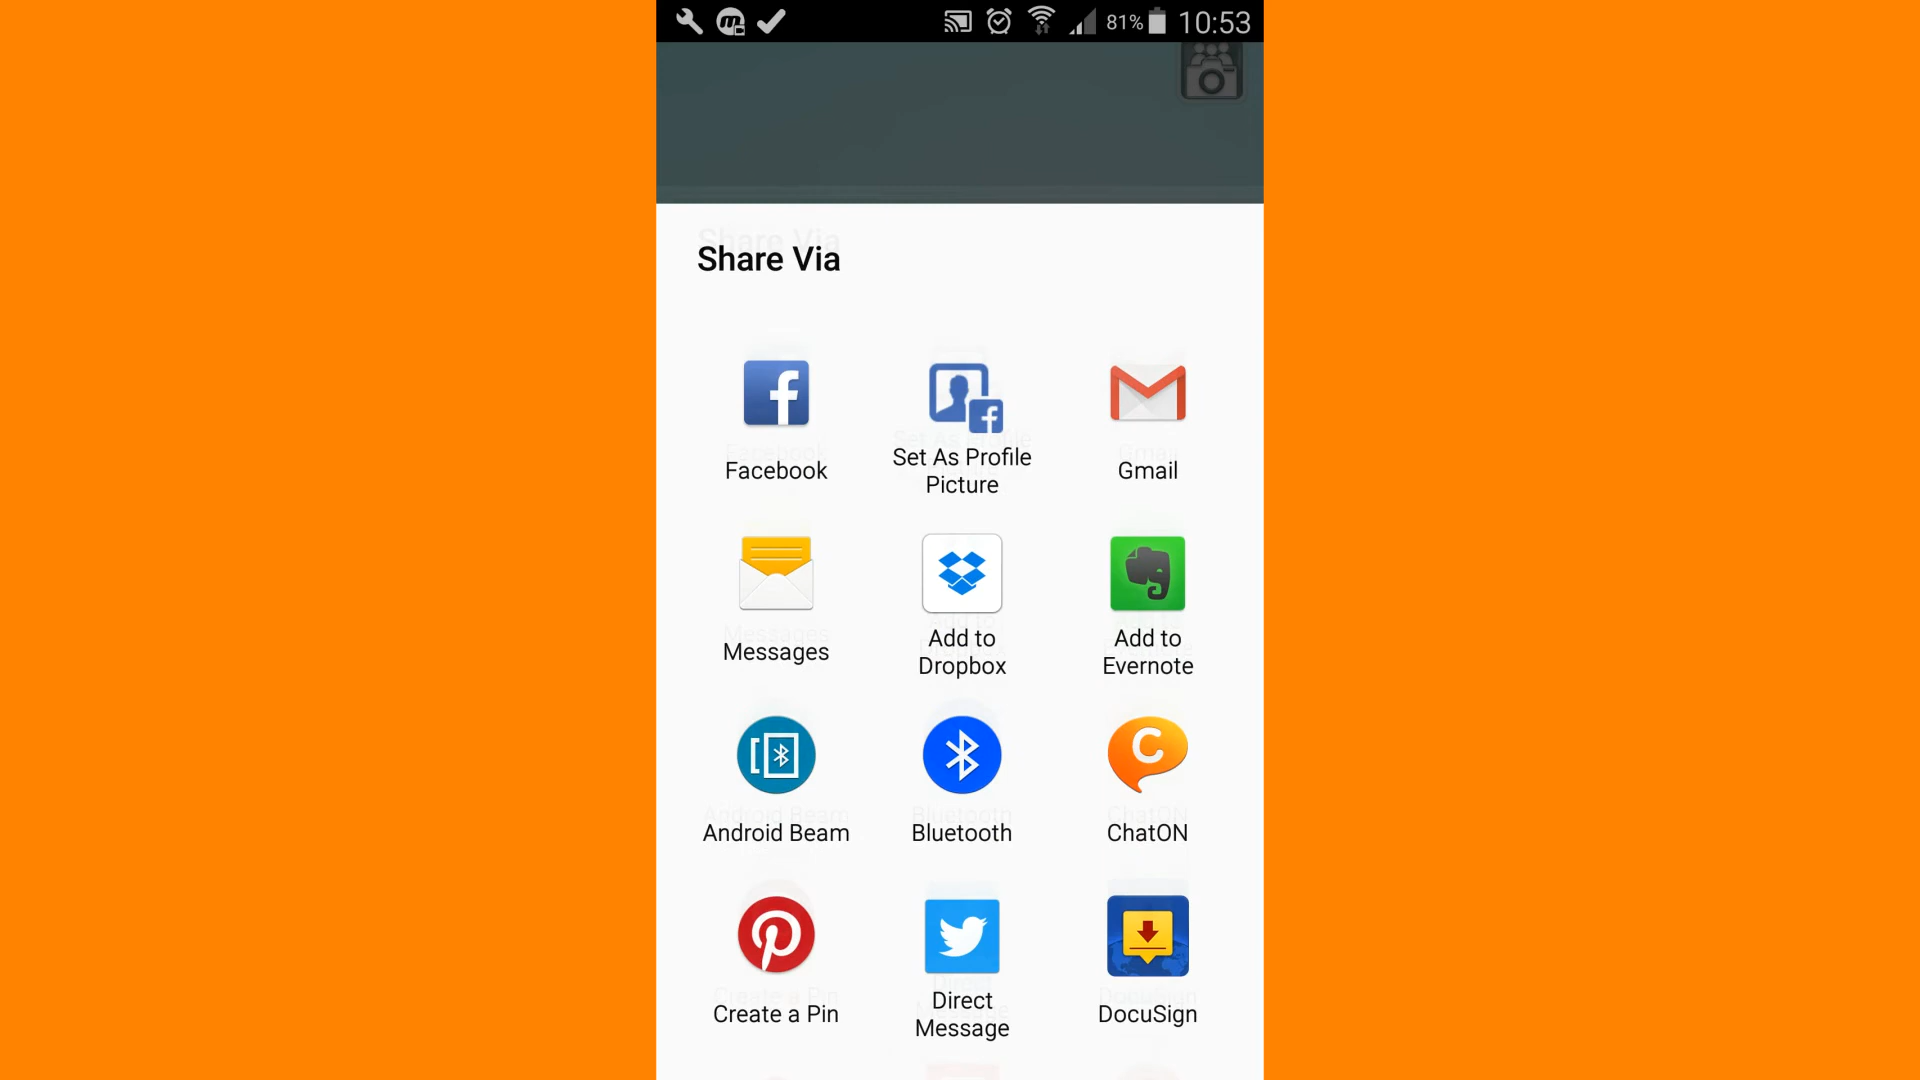 81% 10:53
Share Via
Facebook
Set As Profile
Picture
Gmail
Messages
Add to
Dropbox
Add to
Evernote
Android Beam
Bluetooth
ChatON
Create a Pin
Direct
Message
DocuSign